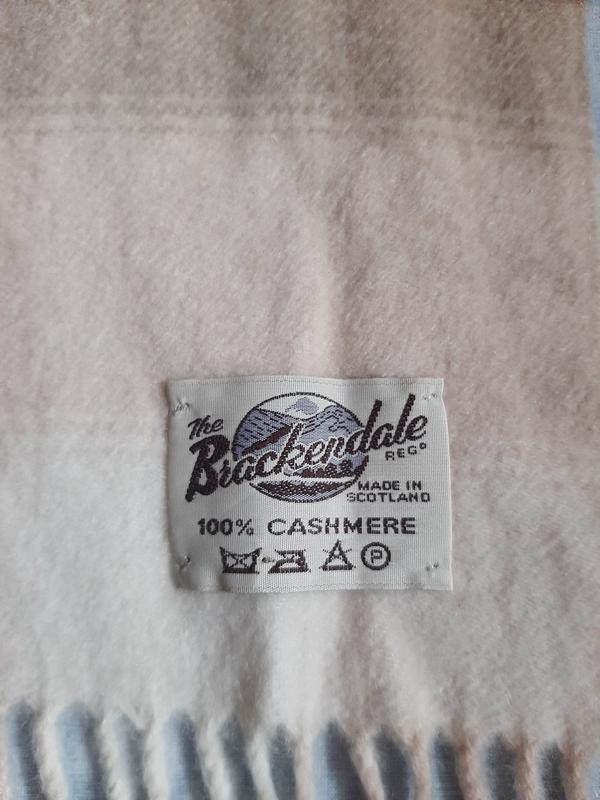 The
Brackendale
REGD
MADE IN
SCOTLAND
100% CASHMERE
P